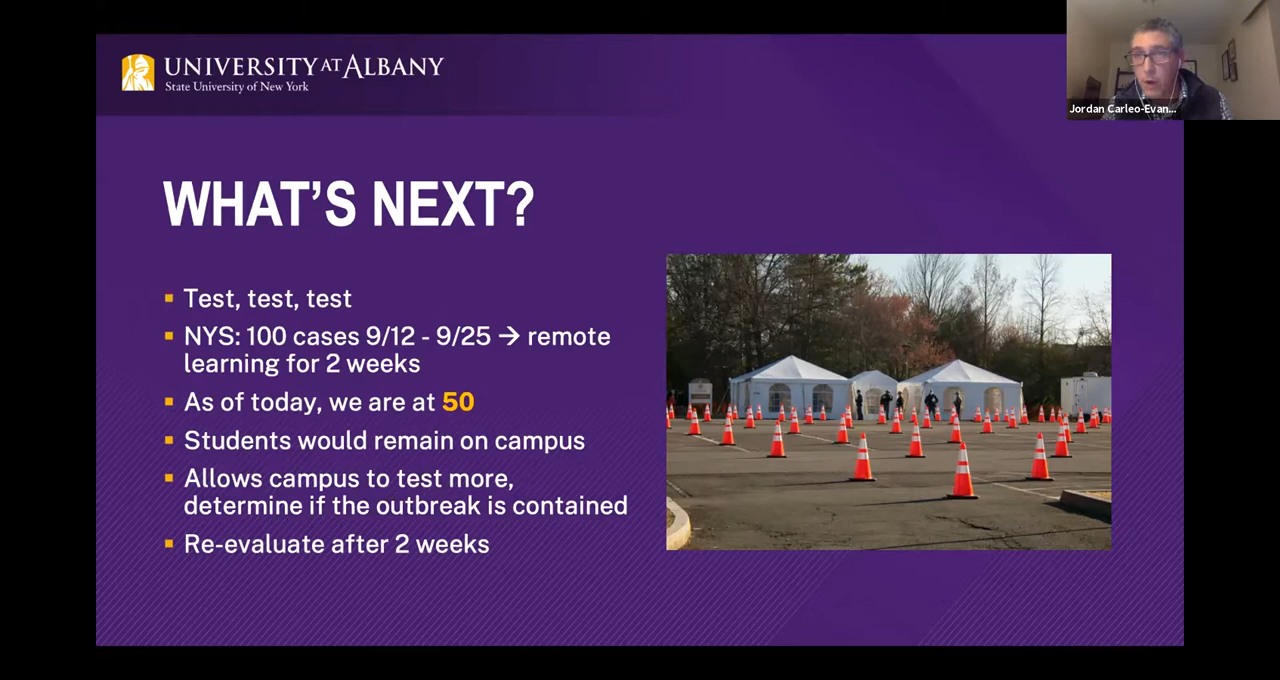 UNIVERSITY AT ALBANY
State University of New York
Jordan Carleo-Evan...
WHAT'S NEXT?
▪ Test, test, test
▪ NYS: 100 cases 9/12 - 9/25 → remote
learning for 2 weeks
▪ As of today, we are at 50
▪ Students would remain on campus
▪ Allows campus to test more,
determine if the outbreak is contained
▪ Re-evaluate after 2 weeks